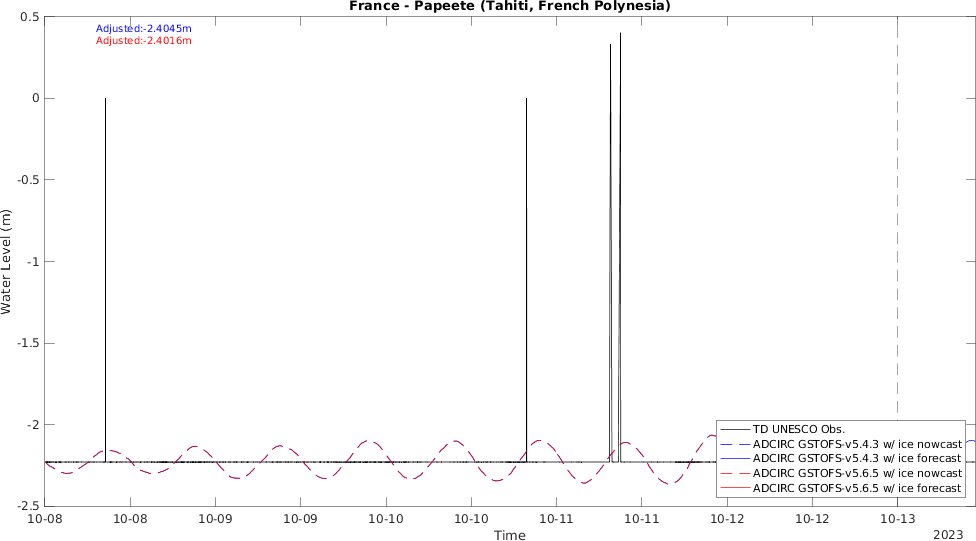 France - Papeete (Tahiti, French Polynesia)
Adjusted:-2.4045m
Adjusted:-2.4016m
0.5
0
-0.5
-1
-1.5
-2
-2.5
Water Level (m)
TD UNESCO Obs.
ADCIRC GSTOFS-v5.4.3 w/ ice nowcast
ADCIRC GSTOFS-v5.4.3 w/ ice forecast
ADCIRC GSTOFS-v5.6.5 w/ ice nowcast
ADCIRC GSTOFS-v5.6.5 w/ ice forecast
10-08 10-08 10-09 10-09 10-10 10-10 10-11 10-11 10-12 10-12 10-13
Time
2023